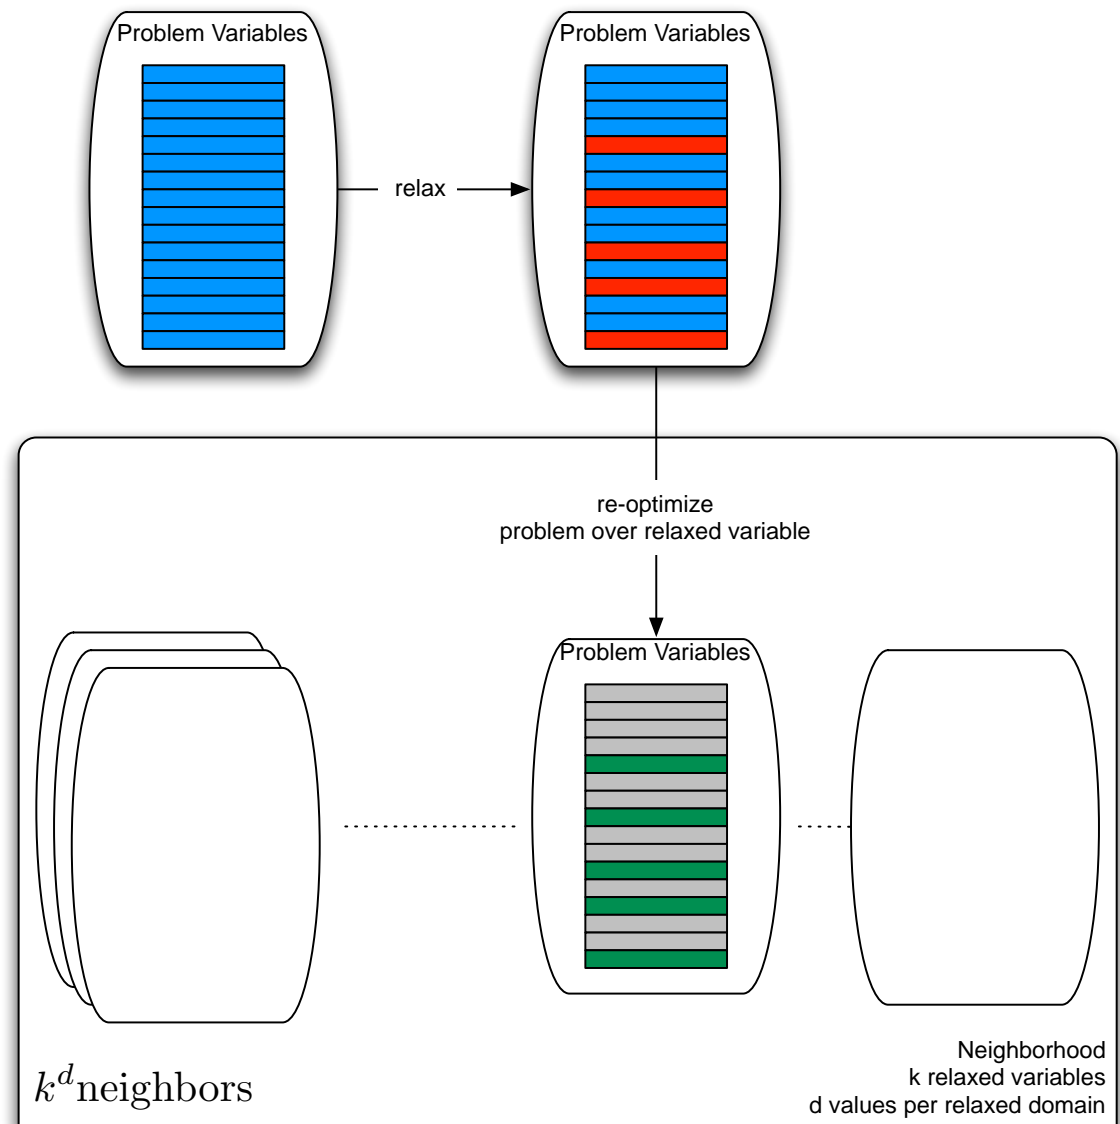 Problem Variables
Problem Variables
relax
re-optimize
problem over relaxed variable
Problem Variables
Neighborhood
k relaxed variables
d values per relaxed domain
k^d neighbors